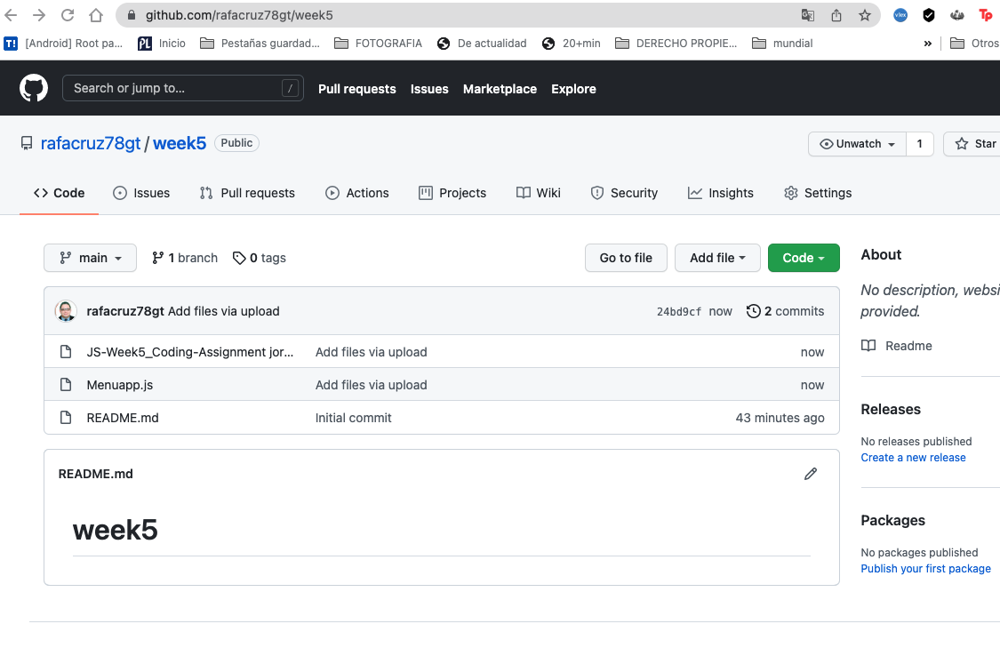 github.com/rafacruz78gt/week5
vlex
Tp
T! [Android] Root pa... PL Inicio Pestañas guardad... FOTOGRAFIA De actualidad 20+min DERECHO PROPIE... mundial » Otros
Search or jump to... / Pull requests Issues Marketplace Explore
rafacruz78gt / week5 Public Unwatch 1 Star
<> Code Issues Pull requests Actions Projects Wiki Security Insights Settings
main 1 branch 0 tags Go to file Add file Code
rafacruz78gt Add files via upload 24bd9cf now 2 commits
JS-Week5_Coding-Assignment jor... Add files via upload now
Menuapp.js Add files via upload now
README.md Initial commit 43 minutes ago
README.md
week5
About
No description, websi
provided.
Readme
Releases
No releases published
Create a new release
Packages
No packages published
Publish your first package